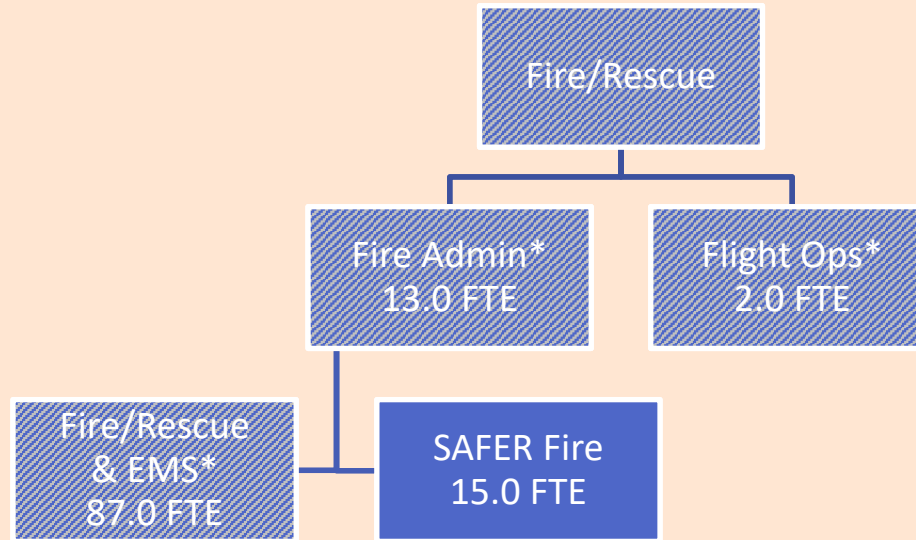 Fire/Rescue
Fire Admin*
13.0 FTE
Flight Ops*
2.0 FTE
Fire/Rescue
& EMS*
87.0 FTE
SAFER Fire
15.0 FTE